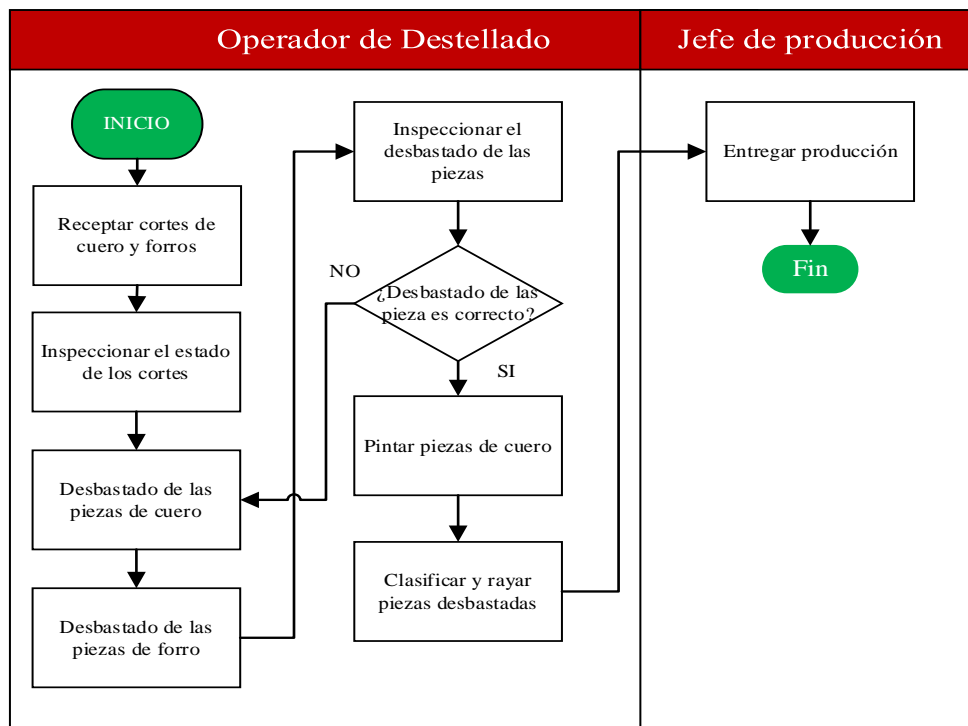 Operador de Destellado
Jefe de producción
INICIO
Receptar cortes de
cuero y forros
Inspeccionar el estado
de los cortes
Desbastado de las
piezas de cuero
Desbastado de las
piezas de forro
Inspeccionar el
desbastado de las
piezas
NO
¿Desbastado de las
pieza es correcto?
SI
Pintar piezas de cuero
Clasificar y rayar
piezas desbastadas
Entregar producción
Fin